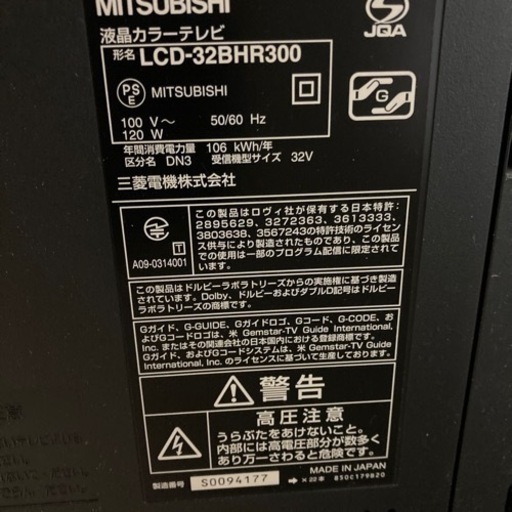 MITSUBISHI
液晶カラーテレビ
形名 LCD-32BHR300
JQA
PS
E
MITSUBISHI
G
100 V～ 50/60 Hz
120 W
年間消費電力量 106 kWh/年
区分名 DN3 受信機型サイズ 32V
三菱電機株式会社
T
A09-0314001
この製品はロヴィ社が保有する日本特許:
2895629、3272363、3613333、
3803638、3567243の特許技術のライセン
ス供与により製造されています。この製品
での使用は一部のプログラム配信に限定され
ています。
この製品はドルビーラボラトリーズからの実施権に基づき製造
されています。Dolby、ドルビーおよびダブルD記号はドルビー
ラボラトリーズの商標です。
Gガイド、G-GUIDE、Gガイドロゴ、Gコード、G-CODE、お
よびGコードロゴは、米 Gemstar-TV Guide International,
Inc. またはその関連会社の日本国内における登録商標です。
Gガイド、およびGコードシステムは、米 Gemstar-TV Guide
International, Inc. のライセンスに基づいて生産しております。
警告
高圧注意
うらぶたをあけないこと。
内部には高電圧部分が数多く
あり万一さわると危険です。
MADE IN JAPAN
製造番号 S0094177 → ×22® 850C179B20